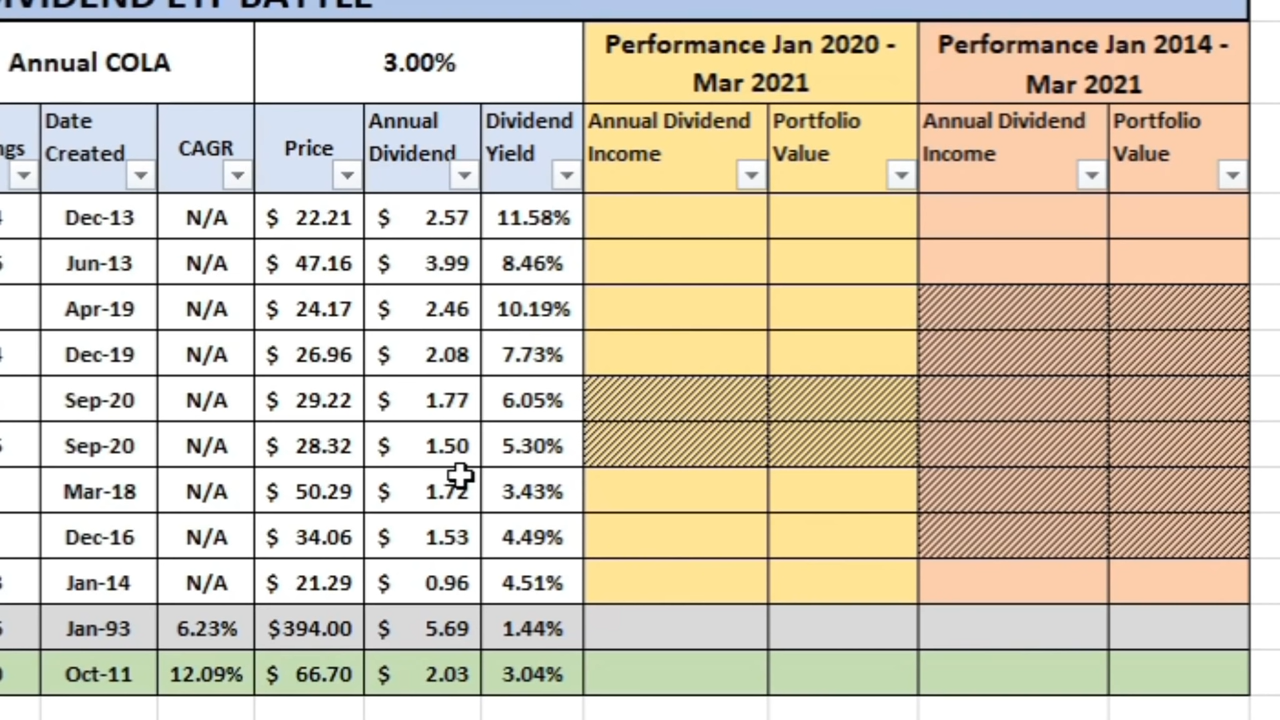 DIVIDEND ETF BATTLE
Annual COLA 3.00% Performance Jan 2020 - Performance Jan 2014 -
Mar 2021 Mar 2021
Date Annual Dividend Annual Dividend Portfolio Annual Dividend Portfolio
ngs Created CAGR Price Dividend Yield Income Value Income Value
Dec-13 N/A $ 22.21 $ 2.57 11.58%
Jun-13 N/A $ 47.16 $ 3.99 8.46%
Apr-19 N/A $ 24.17 $ 2.46 10.19%
Dec-19 N/A $ 26.96 $ 2.08 7.73%
Sep-20 N/A $ 29.22 $ 1.77 6.05%
Sep-20 N/A $ 28.32 $ 1.50 5.30%
Mar-18 N/A $ 50.29 $ 1.72 3.43%
Dec-16 N/A $ 34.06 $ 1.53 4.49%
Jan-14 N/A $ 21.29 $ 0.96 4.51%
Jan-93 6.23% $394.00 $ 5.69 1.44%
Oct-11 12.09% $ 66.70 $ 2.03 3.04%